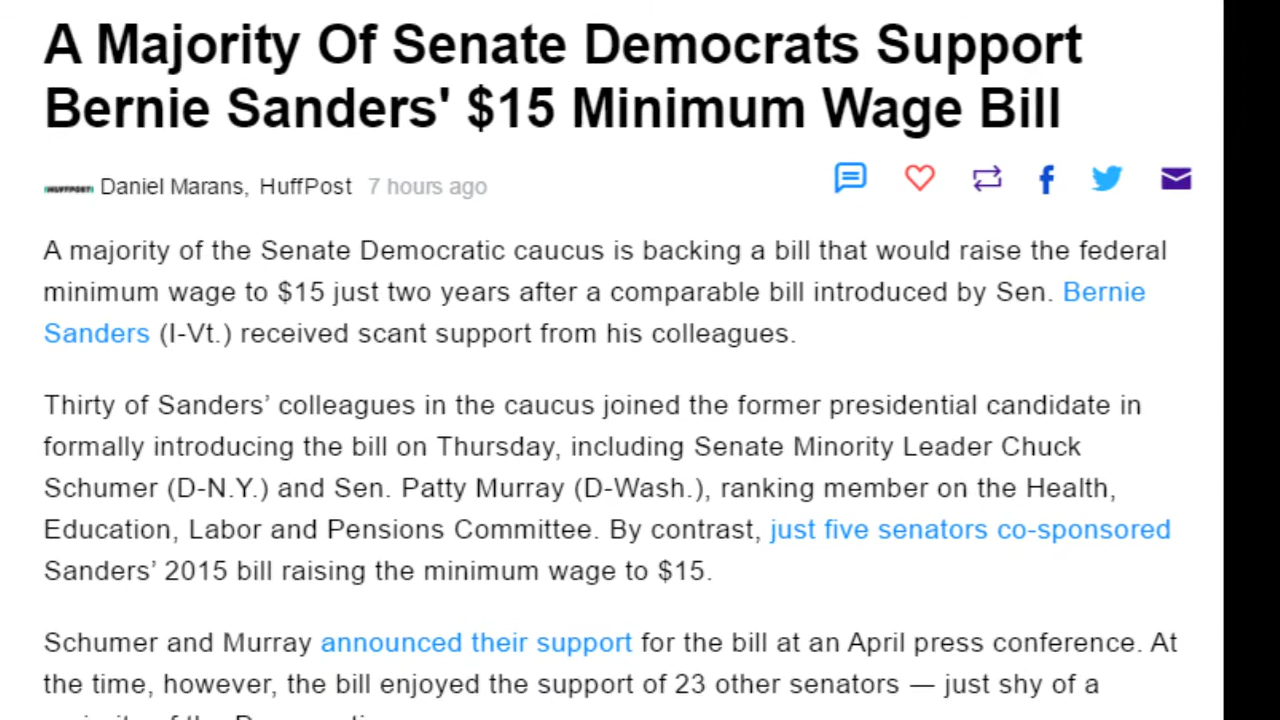 A Majority Of Senate Democrats Support
Bernie Sanders' $15 Minimum Wage Bill
HUFFPOST Daniel Marans, HuffPost 7 hours ago
A majority of the Senate Democratic caucus is backing a bill that would raise the federal
minimum wage to $15 just two years after a comparable bill introduced by Sen. Bernie
Sanders (I-Vt.) received scant support from his colleagues.
Thirty of Sanders’ colleagues in the caucus joined the former presidential candidate in
formally introducing the bill on Thursday, including Senate Minority Leader Chuck
Schumer (D-N.Y.) and Sen. Patty Murray (D-Wash.), ranking member on the Health,
Education, Labor and Pensions Committee. By contrast, just five senators co-sponsored
Sanders’ 2015 bill raising the minimum wage to $15.
Schumer and Murray announced their support for the bill at an April press conference. At
the time, however, the bill enjoyed the support of 23 other senators — just shy of a